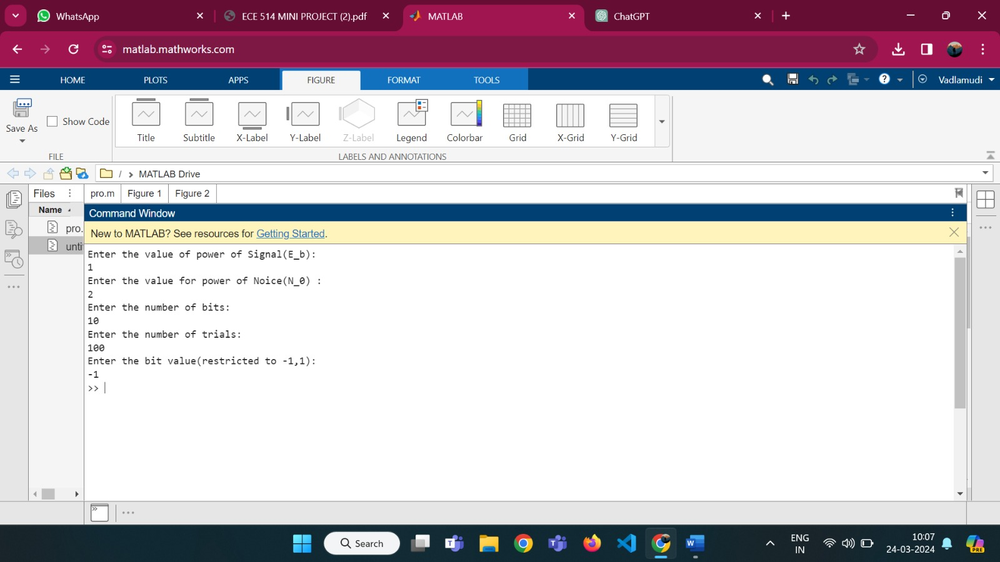 WhatsApp
ECE 514 MINI PROJECT (2).pdf
MATLAB
ChatGPT
matlab.mathworks.com
HOME
PLOTS
APPS
FIGURE
FORMAT
TOOLS
Vadlamudi
Save As
Show Code
Title
Subtitle
X-Label
Y-Label
Z-Label
Legend
Colorbar
Grid
X-Grid
Y-Grid
FILE
LABELS AND ANNOTATIONS
/ › MATLAB Drive
Files
pro.m
Figure 1
Figure 2
Name
pro.
unti
Command Window
New to MATLAB? See resources for Getting Started.
Enter the value of power of Signal(E_b):
1
Enter the value for power of Noice(N_0) :
2
Enter the number of bits:
10
Enter the number of trials:
100
Enter the bit value(restricted to -1,1):
-1
>>
Search
ENG
IN
10:07
24-03-2024
PRE